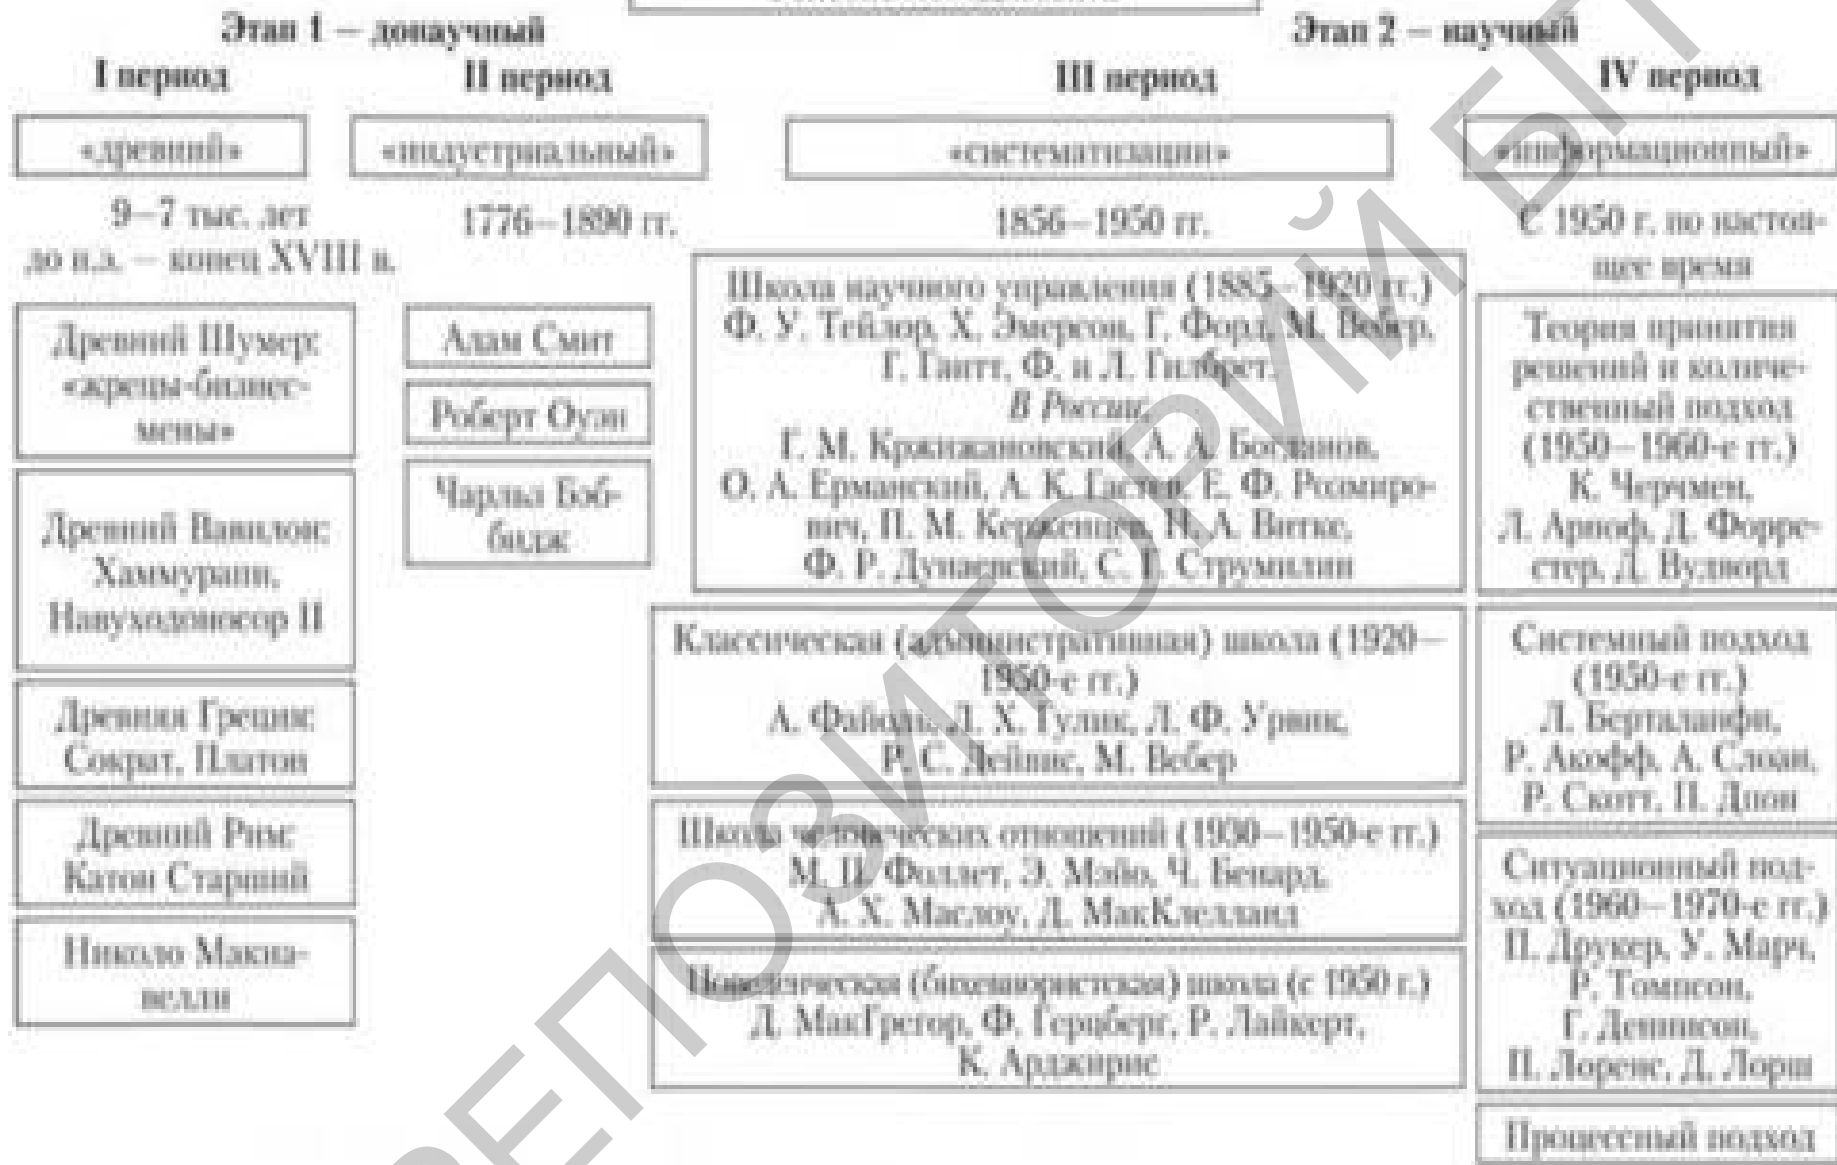 Этап 1 — донаучный
Этап 2 — научный
I период
II период
III период
IV период
«древний»
«индустриальный»
«систематизации»
«информационный»
9—7 тыс. лет
до н.э. — конец XVIII в.
1776—1890 гг.
1856—1950 гг.
С 1950 г. по настоя-
щее время
Древний Шумер:
«жрецы-бизнес-
мены»
Древний Вавилон:
Хаммурапи,
Навуходоносор II
Древняя Греция:
Сократ, Платон
Древний Рим:
Катон Старший
Николо Макиа-
велли
Адам Смит
Роберт Оуэн
Чарльз Бэб-
бидж
Школа научного управления (1885—1920 гг.)
Ф. У. Тейлор, Х. Эмерсон, Г. Форд, М. Вебер,
Г. Гантт, Ф. и Л. Гилбрет.
В России:
Г. М. Кржижановский, А. А. Богданов,
О. А. Ерманский, А. К. Гастев, Е. Ф. Розмиро-
вич, П. М. Керженцев, Н. А. Витке,
Ф. Р. Дунаевский, С. Г. Струмилин
Классическая (административная) школа (1920—
1950-е гг.)
А. Файоль, Л. Х. Гулик, Л. Ф. Урвик,
Р. С. Дейвис, М. Вебер
Школа человеческих отношений (1930—1950-е гг.)
М. П. Фоллет, Э. Мэйо, Ч. Бенард,
А. Х. Маслоу, Д. МакКлелланд
Поведенческая (бихевиористская) школа (с 1950 г.)
Д. МакГрегор, Ф. Герцберг, Р. Лайкерт,
К. Арджирис
Теория принятия
решений и количе-
ственный подход
(1950—1960-е гг.)
К. Черчмен,
Л. Арноф, Д. Форре-
стер, Д. Вудворд
Системный подход
(1950-е гг.)
Л. Берталанфи,
Р. Акофф, А. Слоан,
Р. Скотт, П. Дион
Ситуационный под-
ход (1960—1970-е гг.)
П. Друкер, У. Марч,
Р. Томпсон,
Г. Деннисон,
П. Лоренс, Д. Лорш
Процессный подход
РЕПОЗИТОРИЙ